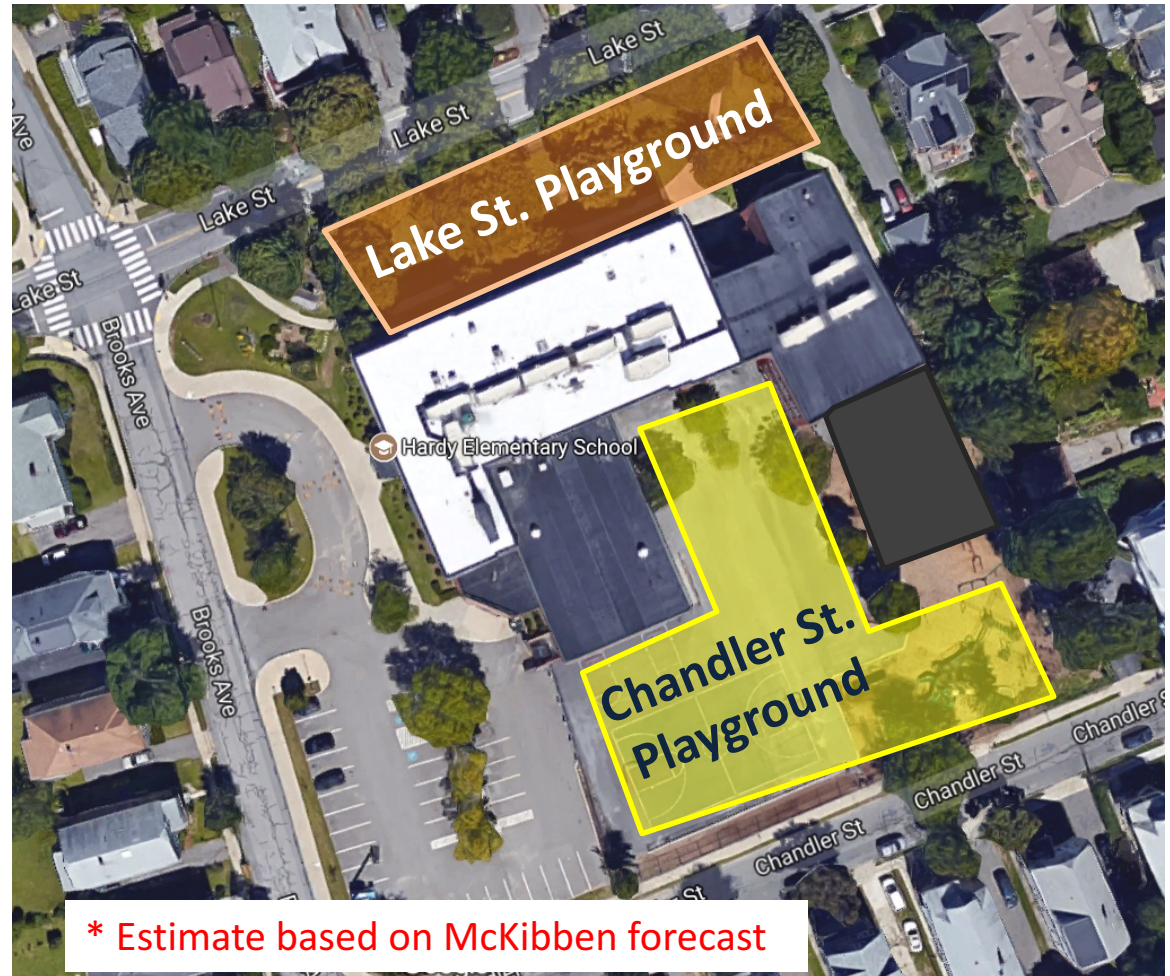 Lake St
Lake St
Lake St
Lake St. Playground
Lake St
Ave
Brooks Ave
Hardy Elementary School
Brooks Ave
Chandler St.
Playground
Chandler St
Chandler St
Chandler St
* Estimate based on McKibben forecast